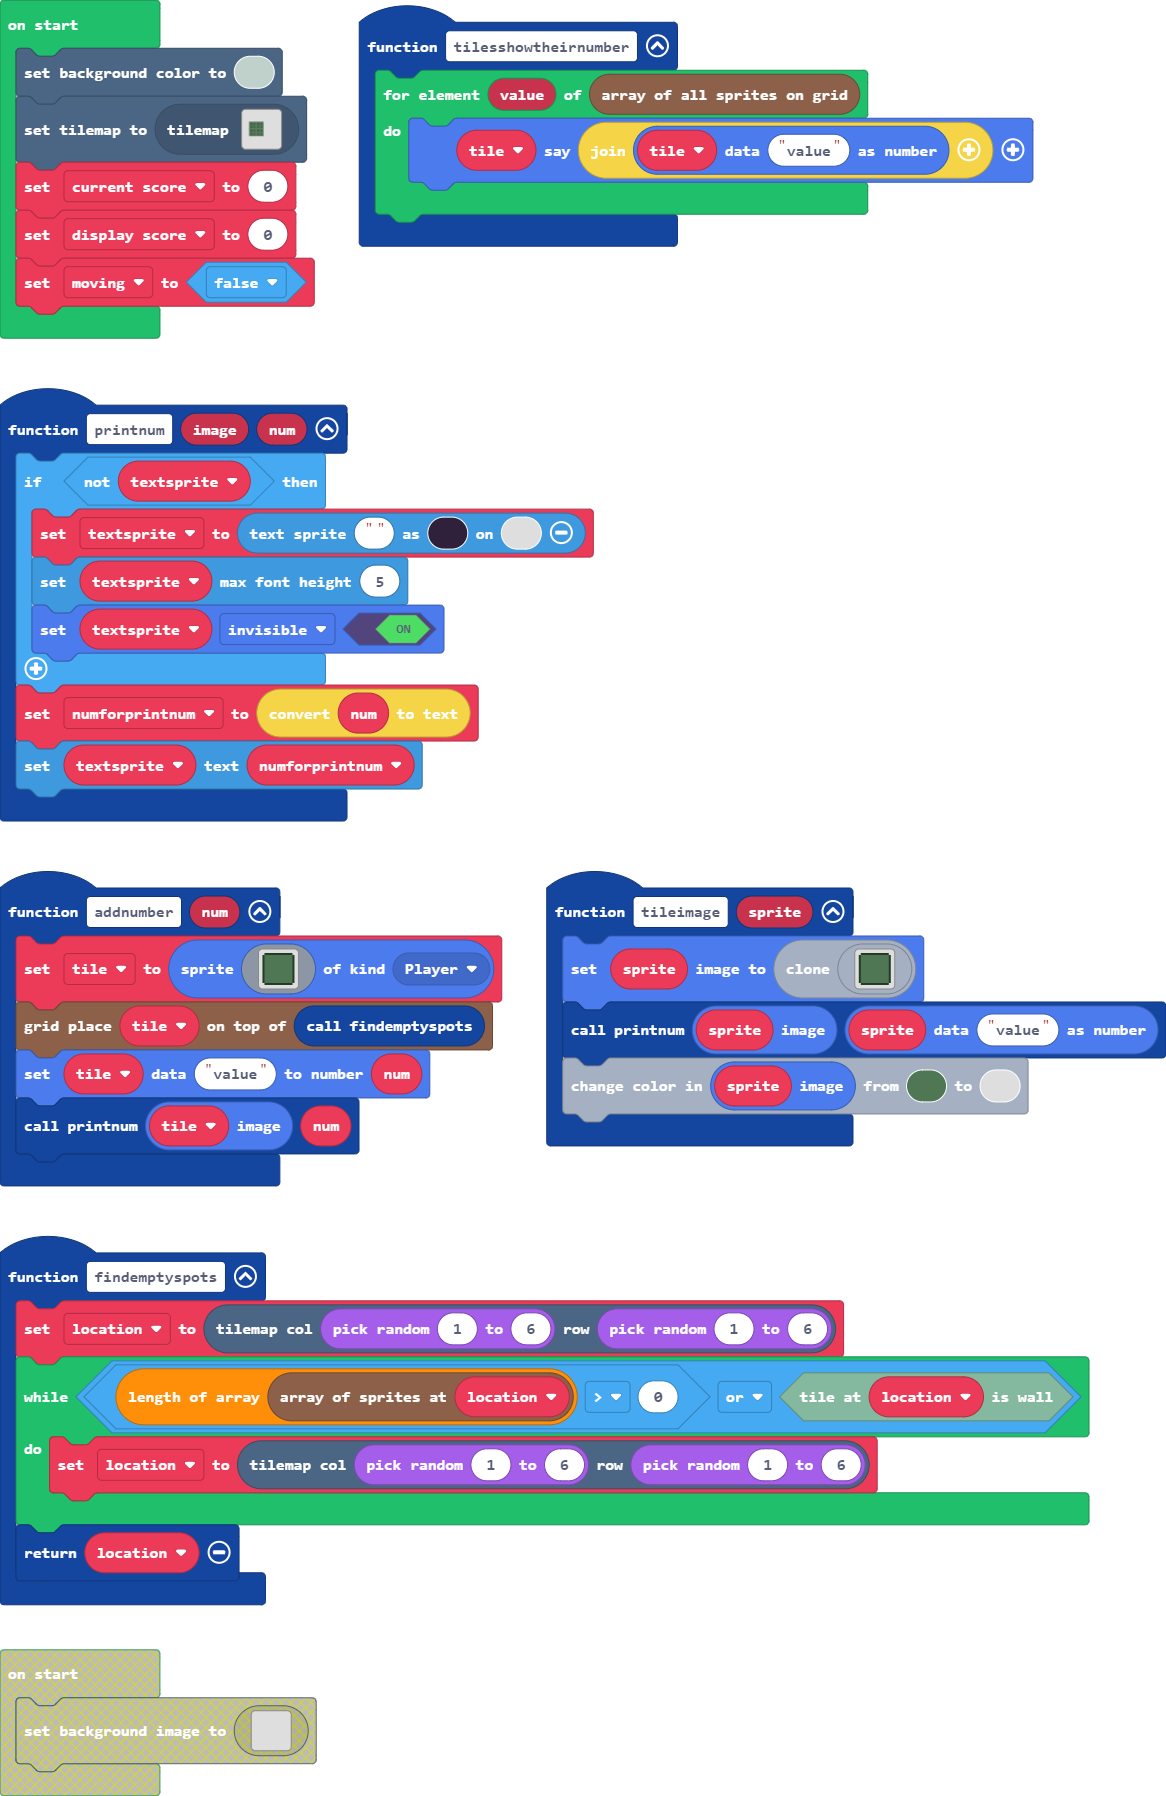 on start
set background color to
set tilemap to tilemap
set current score to 0
set display score to 0
set moving to false
function tilesshowtheirnumber
for element value of array of all sprites on grid
do tile say join tile data "value" as number
function printnum image num
if not textsprite then
set textsprite to text sprite " " as on
set textsprite max font height 5
set textsprite invisible ON
set numforprintnum to convert num to text
set textsprite text numforprintnum
function addnumber num
set tile to sprite of kind Player
grid place tile on top of call findemptyspots
set tile data "value" to number num
call printnum tile image num
function tileimage sprite
set sprite image to clone
call printnum sprite image sprite data "value" as number
change color in sprite image from to
function findemptyspots
set location to tilemap col pick random 1 to 6 row pick random 1 to 6
while length of array array of sprites at location > 0 or tile at location is wall
do set location to tilemap col pick random 1 to 6 row pick random 1 to 6
return location
on start
set background image to